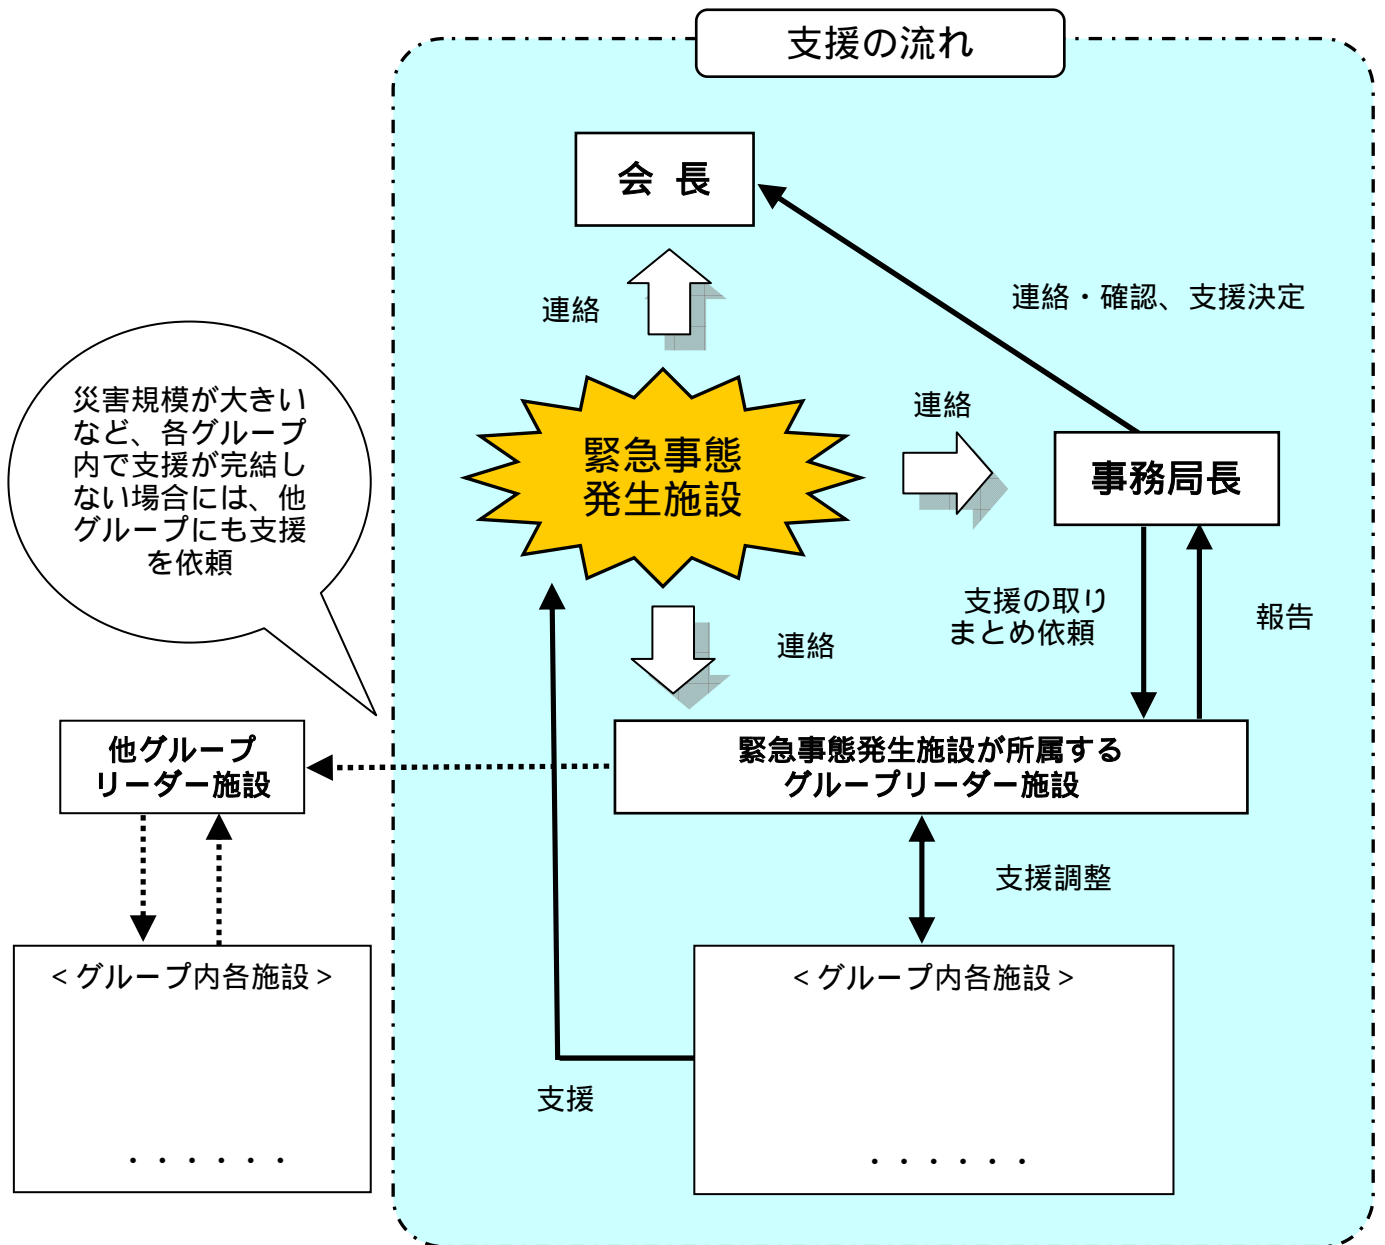 支援の流れ
会 長
連絡
連絡・確認、支援決定
災害規模が大きい
など、各グループ
内で支援が完結し
ない場合には、他
グループにも支援
を依頼
緊急事態
発生施設
連絡
事務局長
連絡
支援の取り
まとめ依頼
報告
他グループ
リーダー施設
緊急事態発生施設が所属する
グループリーダー施設
支援調整
＜グループ内各施設＞
＜グループ内各施設＞
支援
・・・・・・
・・・・・・